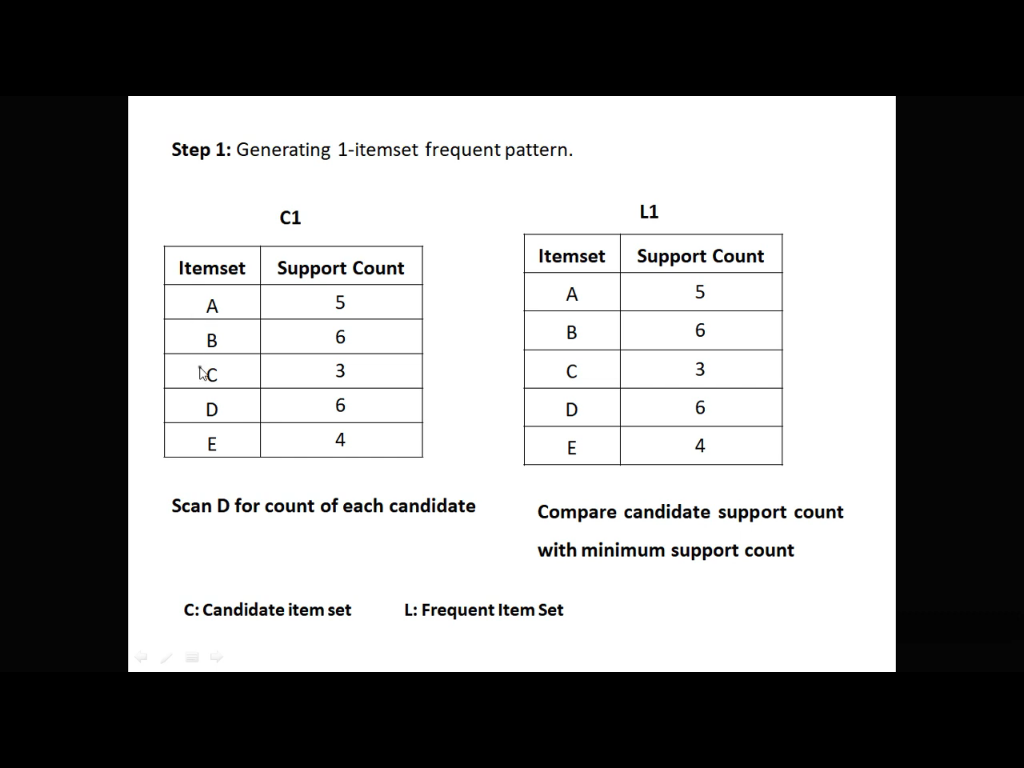 Step 1: Generating 1-itemset frequent pattern.
C1
Itemset Support Count
A 5
B 6
C 3
D 6
E 4
Scan D for count of each candidate
L1
Itemset Support Count
A 5
B 6
C 3
D 6
E 4
Compare candidate support count
with minimum support count
C: Candidate item set L: Frequent Item Set